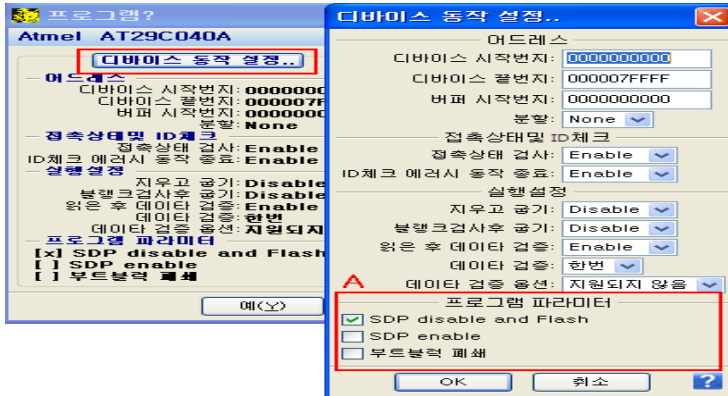 프로그램?
Atmel AT29C040A
디바이스 동작 설정..
어드레스
디바이스 시작번지: 0000000
디바이스 끝번지: 000007F
버퍼 시작번지: 0000000
분할: None
접촉상태및 ID체크
접촉상태 검사: Enable
ID체크 에러시 동작 종료: Enable
실행설정
지우고 굽기: Disable
블랭크검사후 굽기: Disable
읽은 후 데이타 검증: Enable
데이타 검증: 한번
데이타 검증 옵션: 지원되지
프로그램 파라미터
[x] SDP disable and Flash
[ ] SDP enable
[ ] 부트블럭 폐쇄
예(Y)
디바이스 동작 설정..
어드레스
디바이스 시작번지: 0000000000
디바이스 끝번지: 000007FFFF
버퍼 시작번지: 0000000000
분할: None
접촉상태및 ID체크
접촉상태 검사: Enable
ID체크 에러시 동작 종료: Enable
실행설정
지우고 굽기: Disable
블랭크검사후 굽기: Disable
읽은 후 데이타 검증: Enable
데이타 검증: 한번
A
데이타 검증 옵션: 지원되지 않음
프로그램 파라미터
SDP disable and Flash
SDP enable
부트블럭 폐쇄
OK 취소 ?